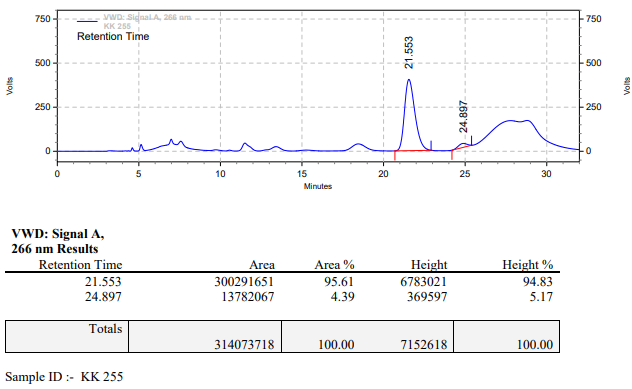 VWD: Signal A, 266 nm
KK 255
Retention Time
750
500
250
0
Volts
21.553
24.897
750
500
250
0
Volts
0
5
10
15
20
25
30
Minutes
VWD: Signal A,
266 nm Results
Retention Time Area Area % Height Height %
21.553 300291651 95.61 6783021 94.83
24.897 13782067 4.39 369597 5.17
Totals
314073718 100.00 7152618 100.00
Sample ID :- KK 255